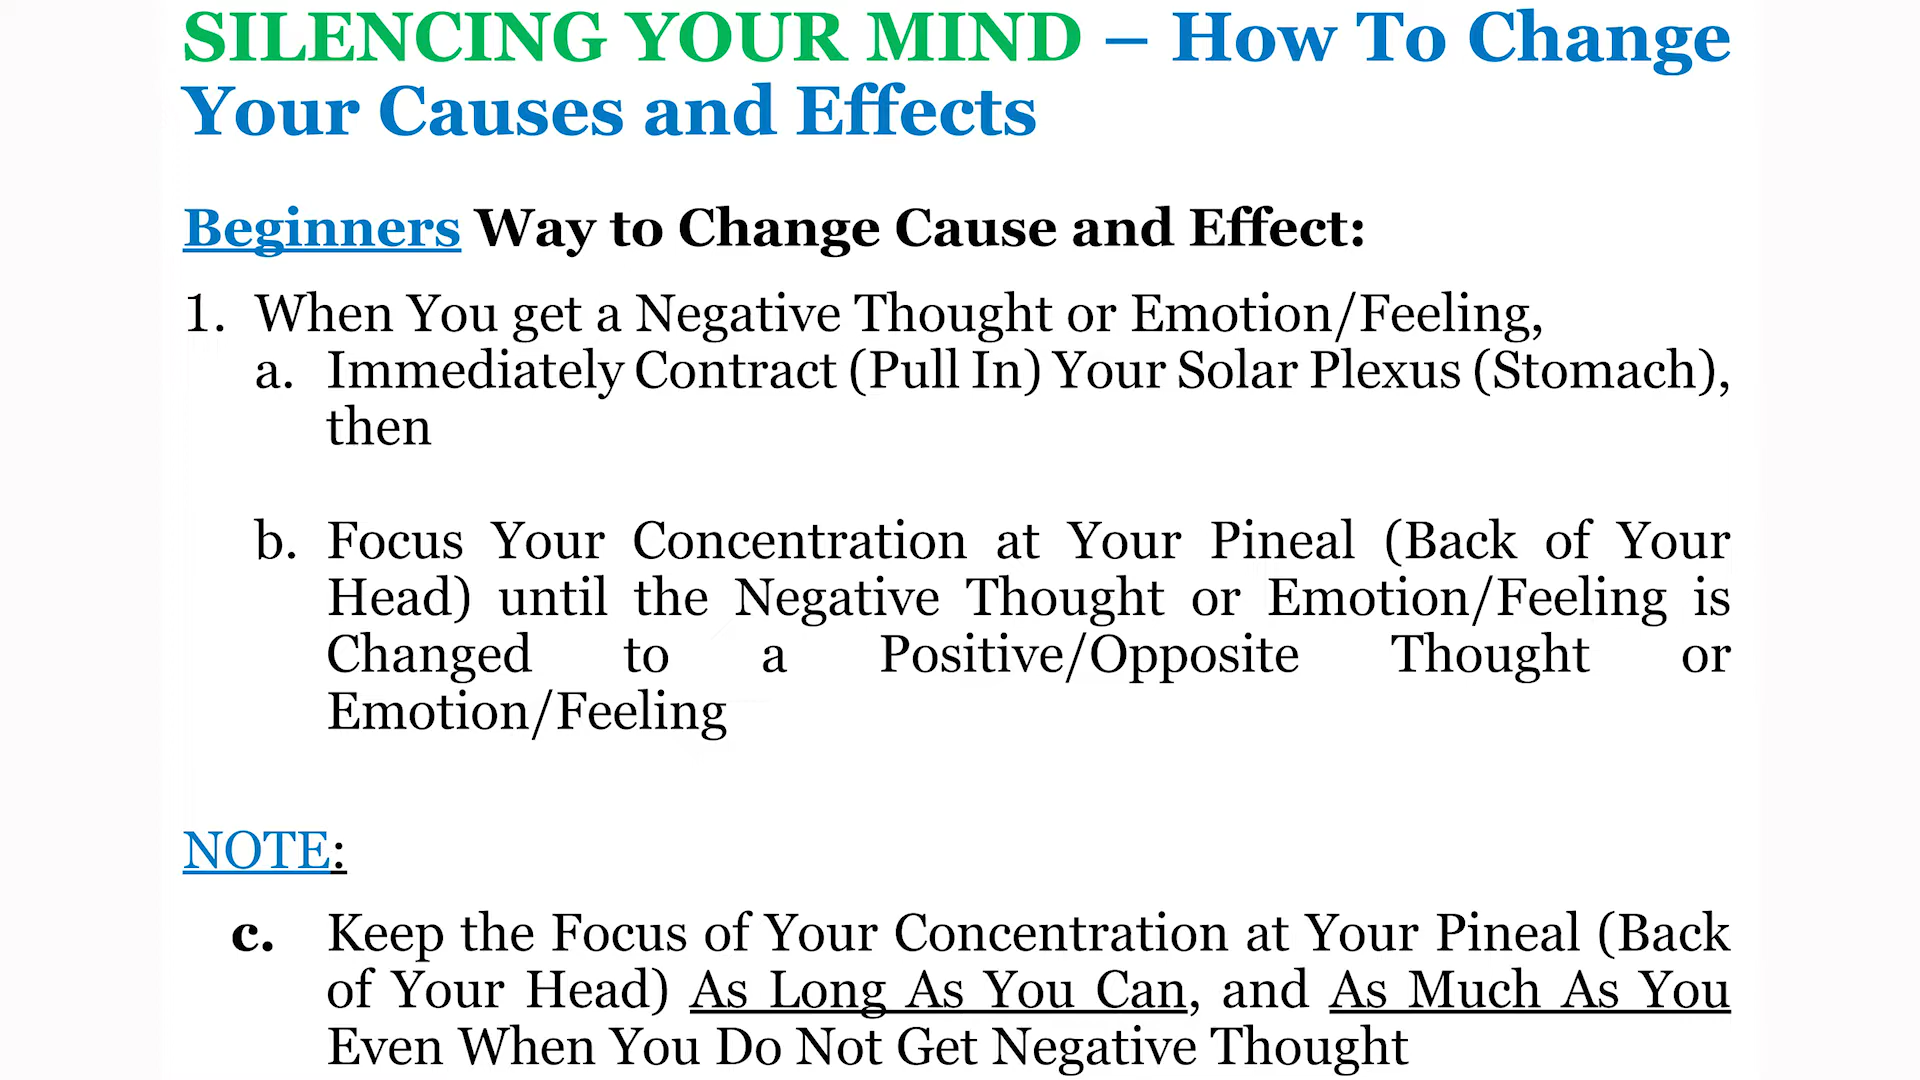 SILENCING YOUR MIND – How To Change
Your Causes and Effects
Beginners Way to Change Cause and Effect:
1. When You get a Negative Thought or Emotion/Feeling,
a. Immediately Contract (Pull In) Your Solar Plexus (Stomach),
then
b. Focus Your Concentration at Your Pineal (Back of Your
Head) until the Negative Thought or Emotion/Feeling is
Changed to a Positive/Opposite Thought or
Emotion/Feeling
NOTE:
c. Keep the Focus of Your Concentration at Your Pineal (Back
of Your Head) As Long As You Can, and As Much As You
Even When You Do Not Get Negative Thought